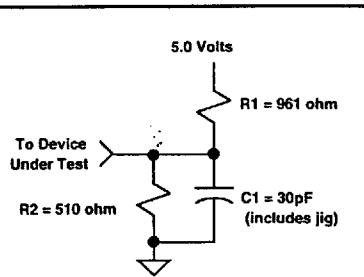 5.0 Volts
R1 = 961 ohm
To Device
Under Test
R2 = 510 ohm
C1 = 30pF
(includes jig)